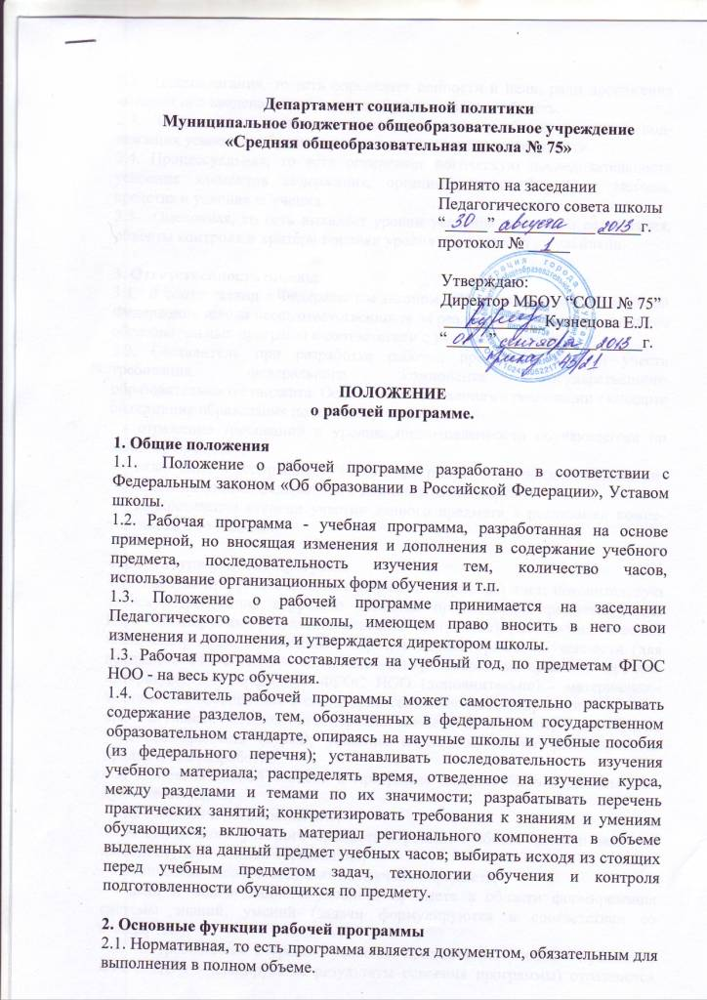 Департамент социальной политики
Муниципальное бюджетное общеобразовательное учреждение
«Средняя общеобразовательная школа № 75»
Принято на заседании
Педагогического совета школы
“ 30 ” августа 2013 г.
протокол № 1
Утверждаю:
Директор МБОУ “СОШ № 75”
Кузнецова Е.Л.
“ 01 ” сентября 2013 г.
приказ
ПОЛОЖЕНИЕ
о рабочей программе.
1. Общие положения
1.1. Положение о рабочей программе разработано в соответствии с
Федеральным законом «Об образовании в Российской Федерации», Уставом
школы.
1.2. Рабочая программа - учебная программа, разработанная на основе
примерной, но вносящая изменения и дополнения в содержание учебного
предмета, последовательность изучения тем, количество часов,
использование организационных форм обучения и т.п.
1.3. Положение о рабочей программе принимается на заседании
Педагогического совета школы, имеющем право вносить в него свои
изменения и дополнения, и утверждается директором школы.
1.3. Рабочая программа составляется на учебный год, по предметам ФГОС
НОО - на весь курс обучения.
1.4. Составитель рабочей программы может самостоятельно раскрывать
содержание разделов, тем, обозначенных в федеральном государственном
образовательном стандарте, опираясь на научные школы и учебные пособия
(из федерального перечня); устанавливать последовательность изучения
учебного материала; распределять время, отведенное на изучение курса,
между разделами и темами по их значимости; разрабатывать перечень
практических занятий; конкретизировать требования к знаниям и умениям
обучающихся; включать материал регионального компонента в объеме
выделенных на данный предмет учебных часов; выбирать исходя из стоящих
перед учебным предметом задач, технологии обучения и контроля
подготовленности обучающихся по предмету.
2. Основные функции рабочей программы
2.1. Нормативная, то есть программа является документом, обязательным для
выполнения в полном объеме.